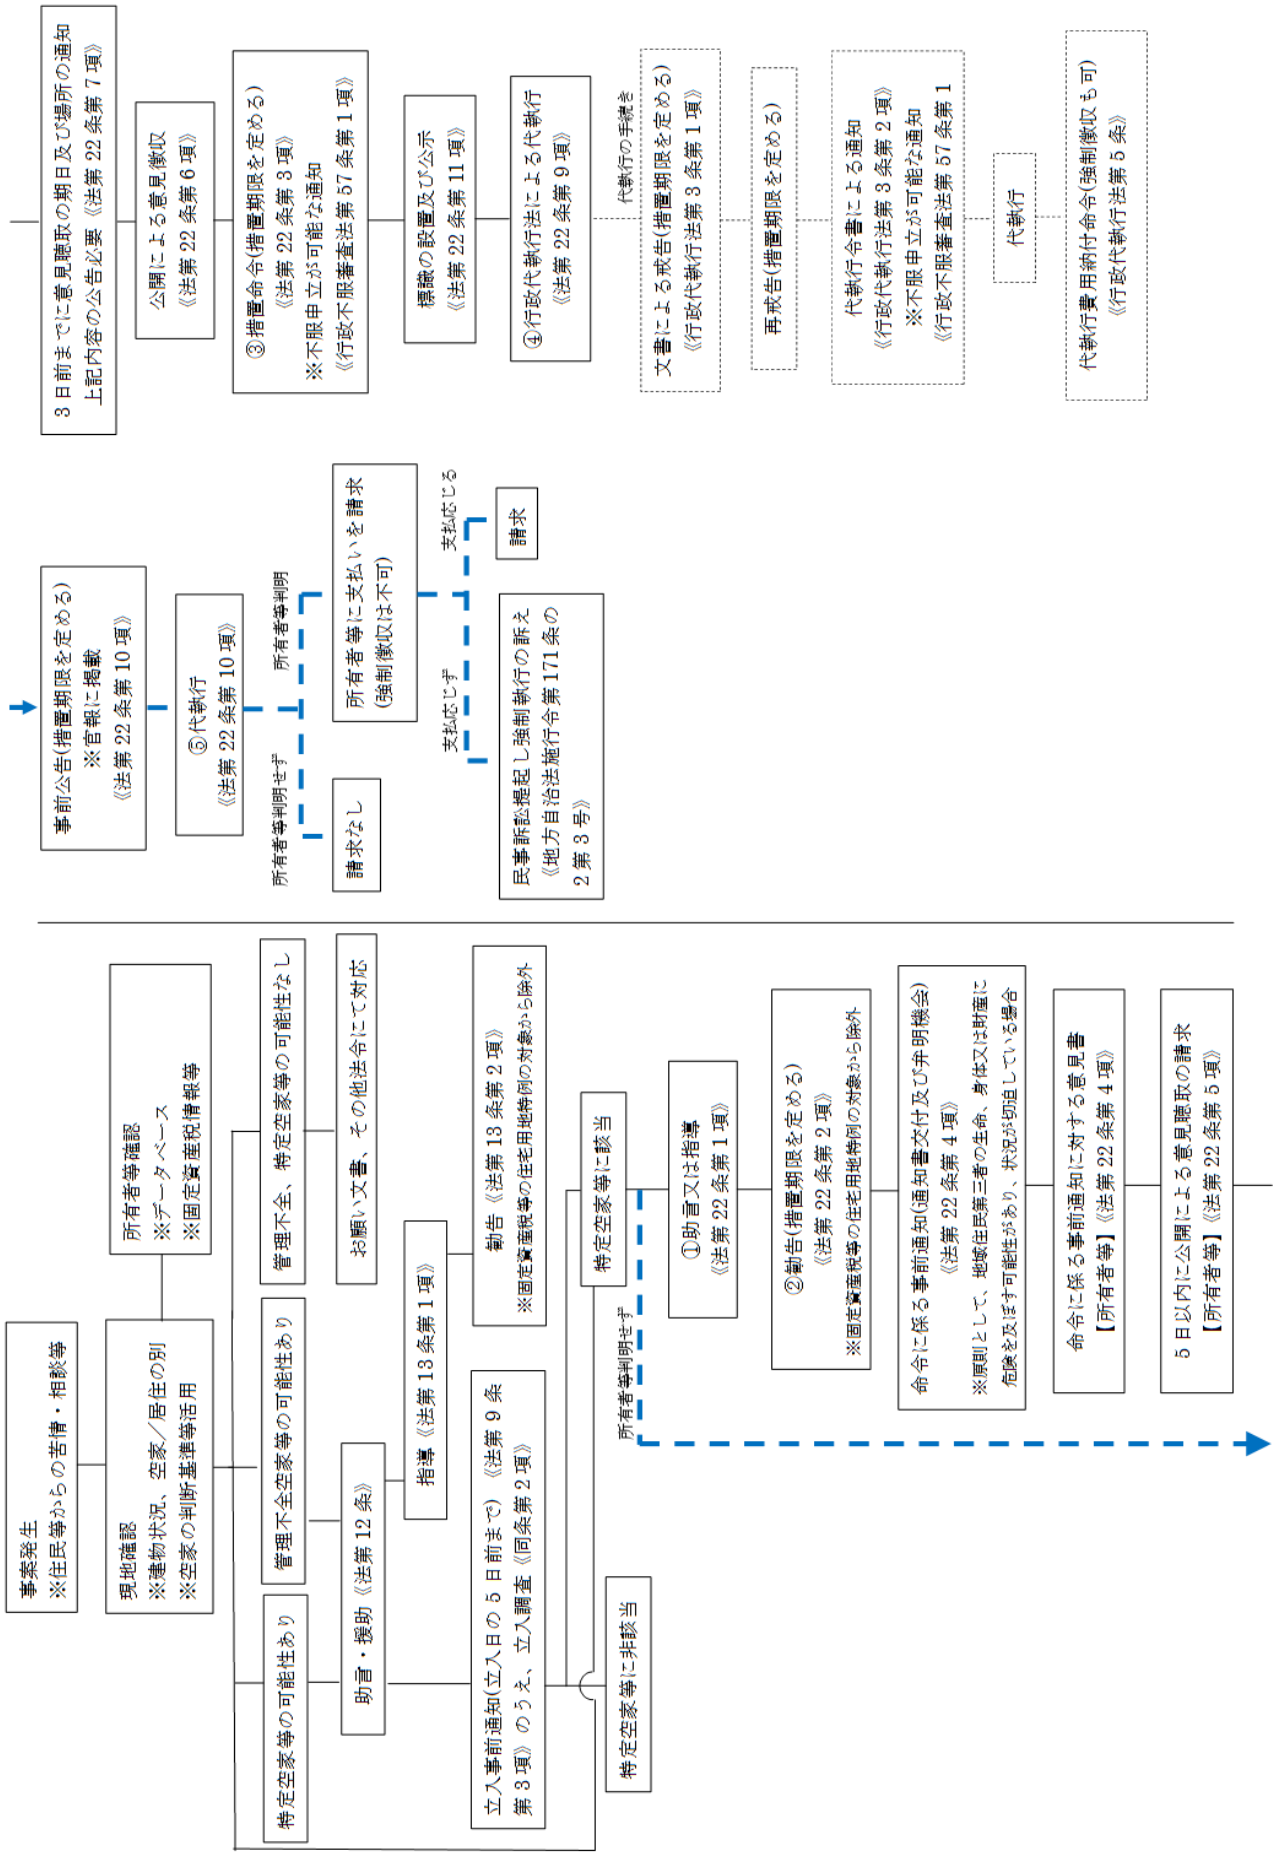 事案発生
※住民等からの苦情・相談等
現地確認
※建物状況、空家／居住の別
※空家の判断基準等活用
所有者等確認
※データベース
※固定資産税情報等
特定空家等の可能性あり
管理不全空家等の可能性あり
管理不全、特定空家等の可能性なし
助言・援助《法第12条》
お願い文書、その他法令にて対応
指導《法第13条第1項》
立入事前通知(立入日の5日前まで)《法第9条
第3項》のうえ、立入調査《同条第2項》
勧告《法第13条第2項》
※固定資産税等の住宅用地特例の対象から除外
特定空家等に非該当
特定空家等に該当
所有者等判明せず
①助言又は指導
《法第22条第1項》
②勧告(措置期限を定める)
《法第22条第2項》
※固定資産税等の住宅用地特例の対象から除外
命令に係る事前通知(通知書交付及び弁明機会)
《法第22条第4項》
※原則として、地域住民第三者の生命、身体又は財産に
危険を及ぼす可能性があり、状況が切迫している場合
命令に係る事前通知に対する意見書
【所有者等】《法第22条第4項》
5日以内に公開による意見聴取の請求
【所有者等】《法第22条第5項》
事前公告(措置期限を定める)
※官報に掲載
《法第22条第10項》
⑤代執行
《法第22条第10項》
所有者等判明せず
所有者等判明
請求なし
所有者等に支払いを請求
(強制徴収は不可)
支払応じず
支払応じる
民事訴訟提起し強制執行の訴え
《地方自治法施行令第171条の
2第3号》
請求
3日前までに意見聴取の期日及び場所の通知
上記内容の公告必要《法第22条第7項》
公開による意見徴収
《法第22条第6項》
③措置命令(措置期限を定める)
《法第22条第3項》
※不服申立が可能な通知
《行政不服審査法第57条第1項》
標識の設置及び公示
《法第22条第11項》
④行政代執行法による代執行
《法第22条第9項》
代執行の手続き
文書による戒告(措置期限を定める)
《行政代執行法第3条第1項》
再戒告(措置期限を定める)
代執行令書による通知
《行政代執行法第3条第2項》
※不服申立が可能な通知
《行政不服審査法第57条第1
代執行
代執行費用納付命令(強制徴収も可)
《行政代執行法第5条》